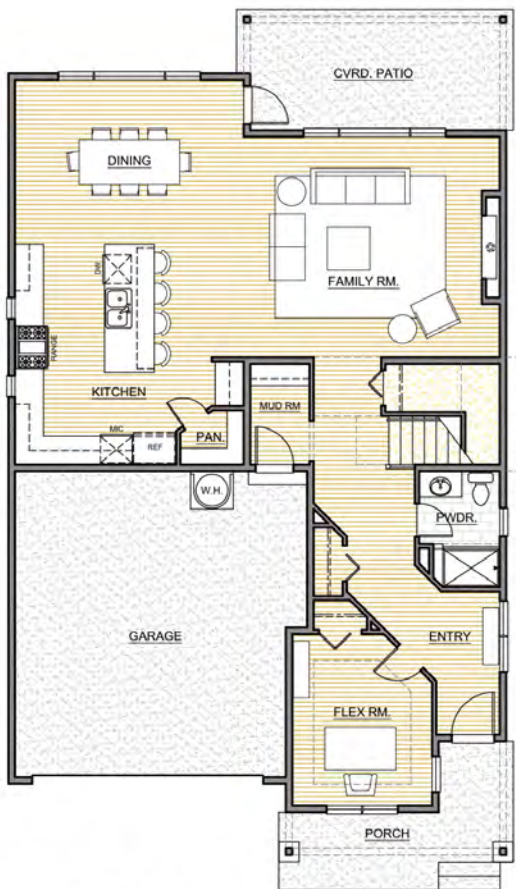 CVRD. PATIO
DINING
FAMILY RM.
DW
RANGE
KITCHEN
MUD RM
MIC
REF
PAN.
W.H.
PWDR.
GARAGE
ENTRY
FLEX RM.
PORCH